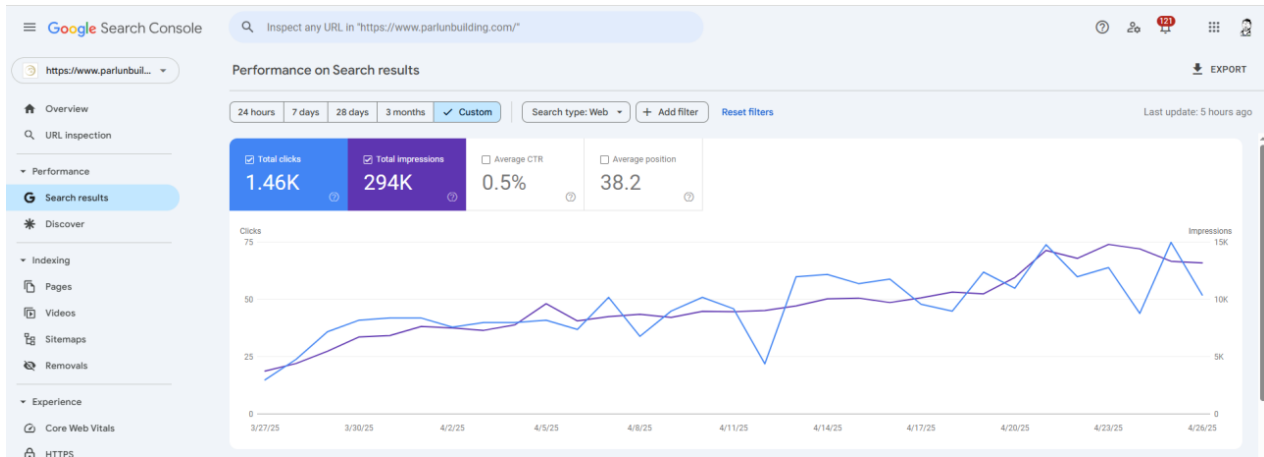 Google Search Console
Inspect any URL in "https://www.parlunbuilding.com/"
121
https://www.parlunbuil...
Performance on Search results
EXPORT
24 hours
7 days
28 days
3 months
Custom
Search type: Web
Add filter
Reset filters
Last update: 5 hours ago
Overview
URL inspection
Performance
Search results
Discover
Indexing
Pages
Videos
Sitemaps
Removals
Experience
Core Web Vitals
HTTPS
Total clicks
1.46K
Total impressions
294K
Average CTR
0.5%
Average position
38.2
Clicks
75
50
25
0
Impressions
15K
10K
5K
0
3/27/25
3/30/25
4/2/25
4/5/25
4/8/25
4/11/25
4/14/25
4/17/25
4/20/25
4/23/25
4/26/25